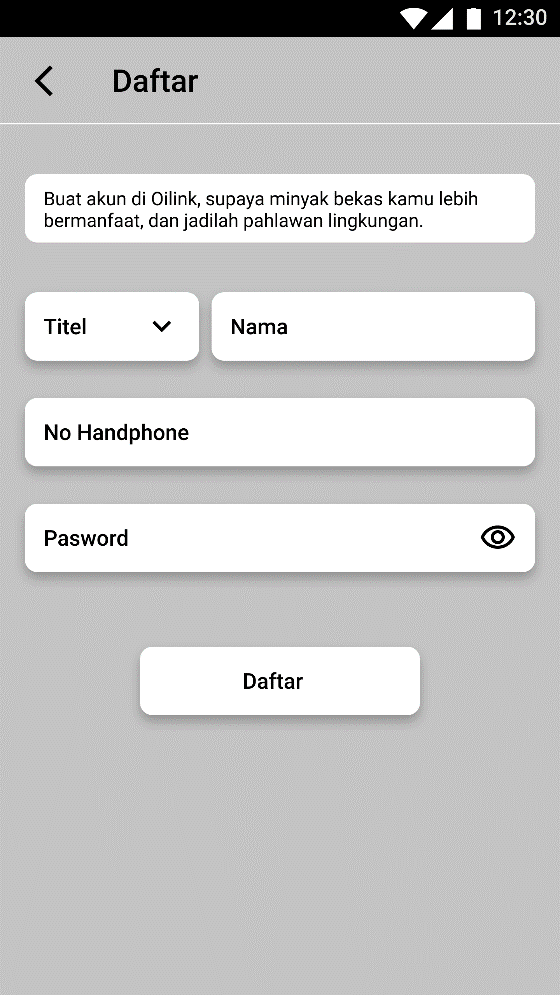 12:30
Daftar
Buat akun di Oilink, supaya minyak bekas kamu lebih
bermanfaat, dan jadilah pahlawan lingkungan.
Titel
Nama
No Handphone
Pasword
Daftar